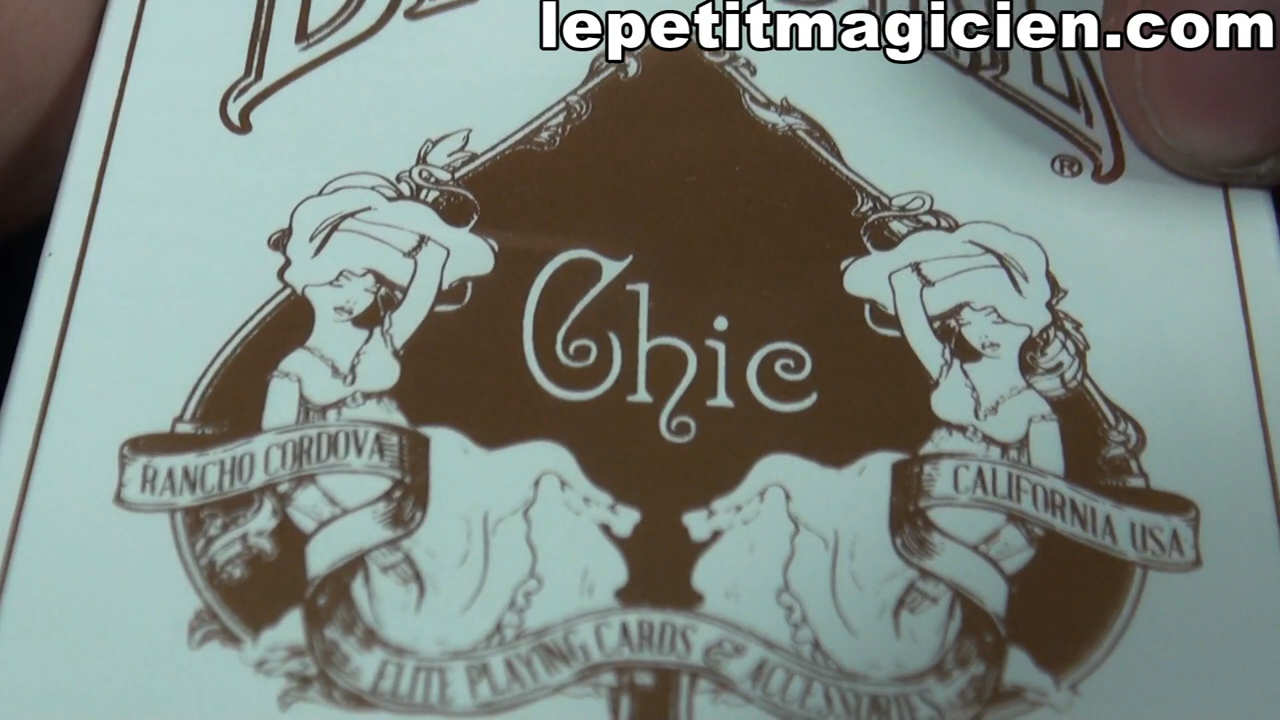 lepetitmagicien.com
®
Chic
RANCHO CORDOVA
CALIFORNIA USA
ELITE PLAYING CARDS & ACCESSORIES